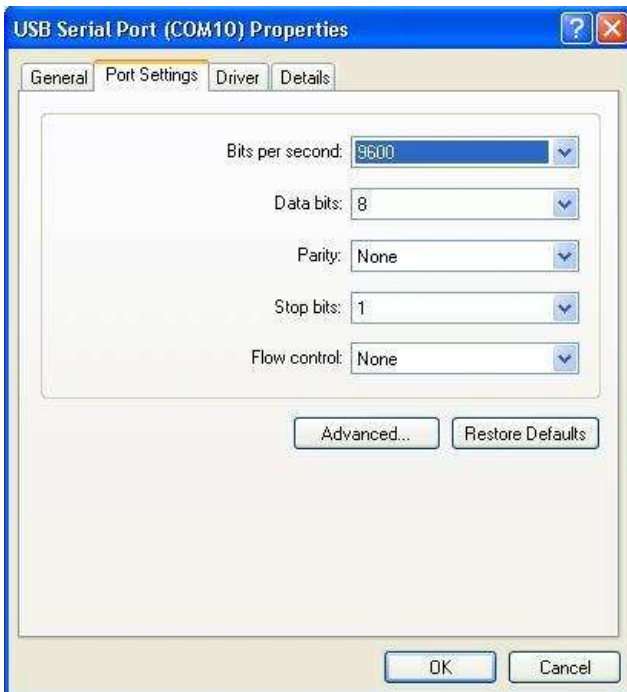 USB Serial Port (COM10) Properties
General Port Settings Driver Details
Bits per second: 9600
Data bits: 8
Parity: None
Stop bits: 1
Flow control: None
Advanced... Restore Defaults
OK Cancel